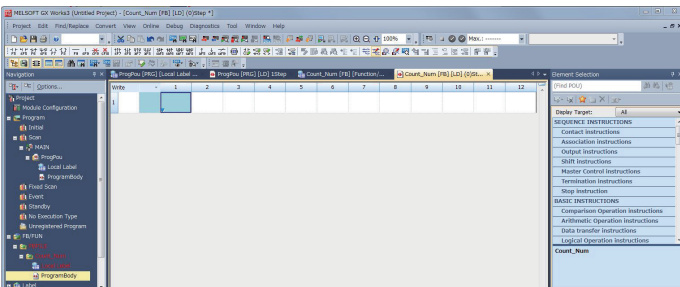 MELSOFT GX Works3 (Untitled Project) - [Count_Num [FB] [LD] (0)Step *]
Project Edit Find/Replace Convert View Online Debug Diagnostics Tool Window Help
100% Max.:
Navigation
ProgPou [PRG] [Local Label ... ProgPou [PRG] [LD] 1Step Count_Num [FB] [Function/... Count_Num [FB] [LD] (0)St...
Element Selection
Options...
Write 1 2 3 4 5 6 7 8 9 10 11 12
1
(Find POU)
Display Target: All
Project
Module Configuration
Program
Initial
Scan
MAIN
ProgPou
Local Label
ProgramBody
Fixed Scan
Event
Standby
No Execution Type
Unregistered Program
FB/FUN
ProgramBody
Label
SEQUENCE INSTRUCTIONS
Contact instructions
Association instructions
Output instructions
Shift instructions
Master Control instructions
Termination instructions
Stop instruction
BASIC INSTRUCTIONS
Comparison Operation instructions
Arithmetic Operation instructions
Data transfer instructions
Logical Operation instructions
Count_Num